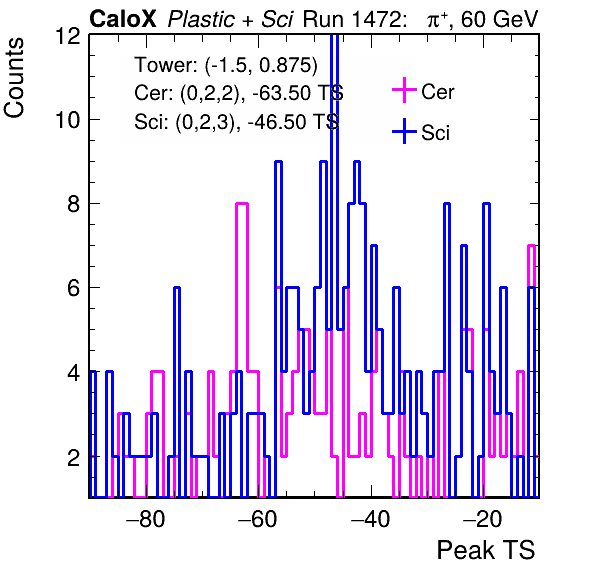 CaloX Plastic + Sci Run 1472: π⁺, 60 GeV
Counts
12
10
8
6
4
2
Tower: (-1.5, 0.875)
Cer: (0,2,2), -63.50 TS
Sci: (0,2,3), -46.50 TS
Cer
Sci
−80 −60 −40 −20
Peak TS